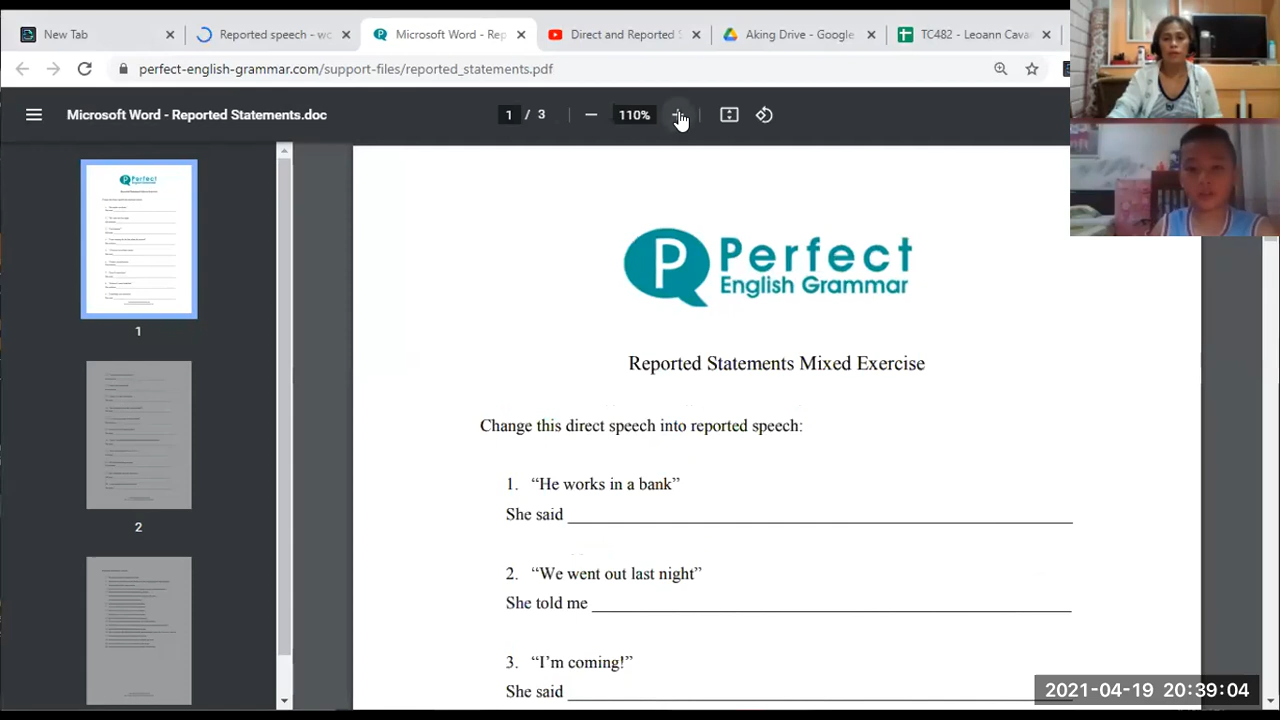 New Tab
Reported speech - wc
Microsoft Word - Rep
Direct and Reported S
Aking Drive - Google
TC482 - Leoann Cava
perfect-english-grammar.com/support-files/reported_statements.pdf
Microsoft Word - Reported Statements.doc
1 / 3
110%
1
2
P Perfect
English Grammar
Reported Statements Mixed Exercise
Change this direct speech into reported speech:
1. “He works in a bank”
She said
2. “We went out last night”
She told me
3. “I’m coming!”
She said
2021-04-19 20:39:04